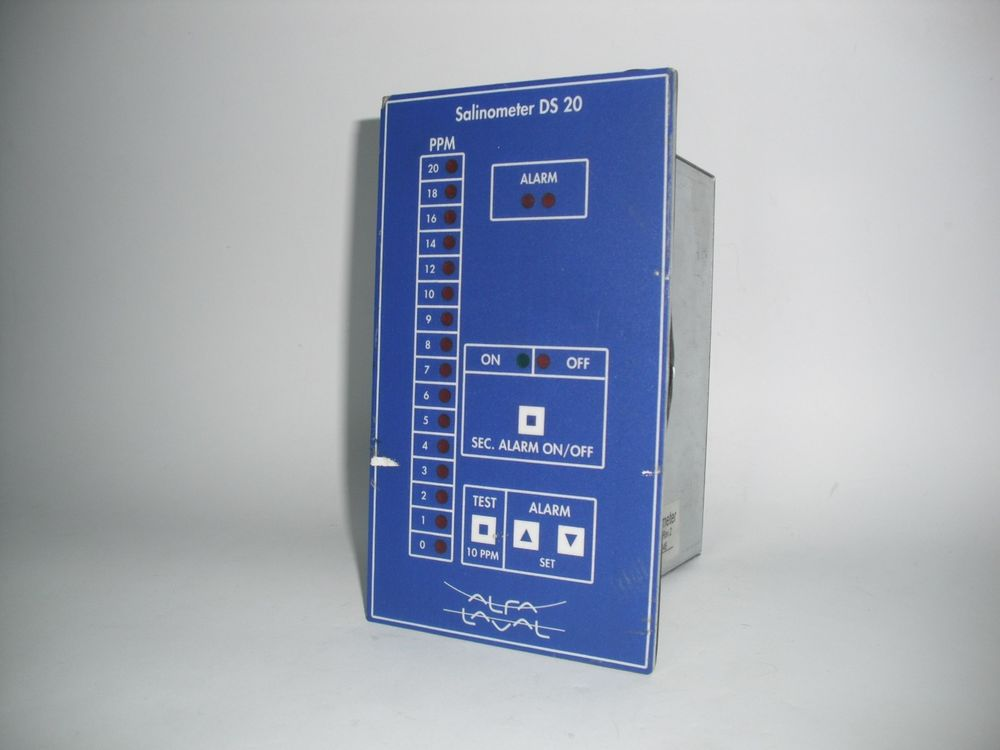 Salinometer DS 20
PPM
20
18
16
14
12
10
9
8
7
6
5
4
3
2
1
0
ALARM
ON OFF
SEC. ALARM ON/OFF
TEST
10 PPM
ALARM
SET
ALFA
LAVAL
meter